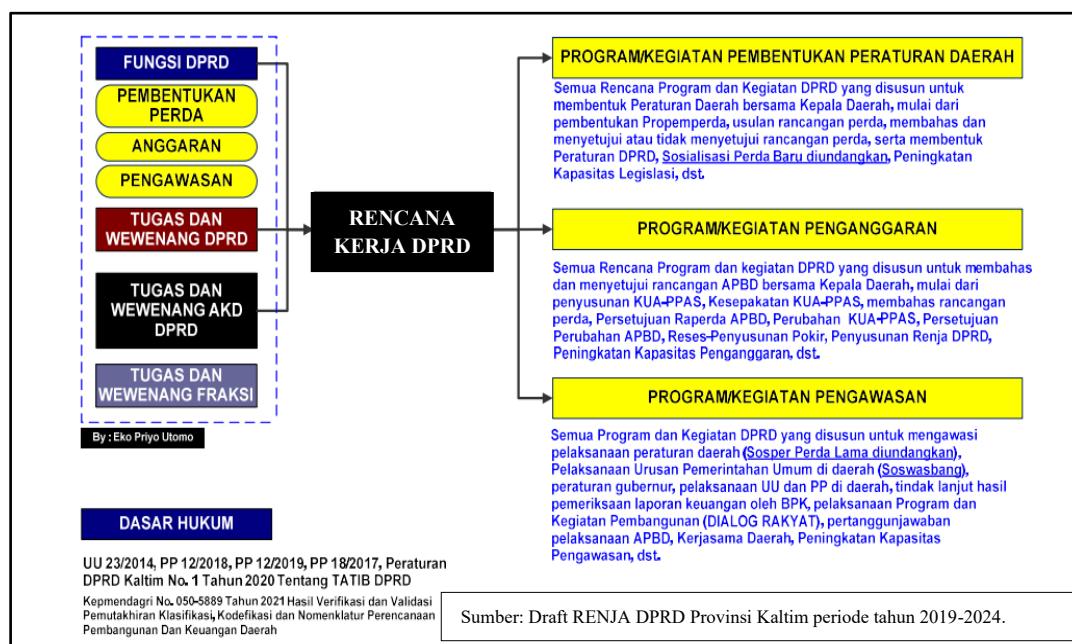 FUNGSI DPRD
PEMBENTUKAN
PERDA
ANGGARAN
PENGAWASAN
TUGAS DAN
WEWENANG DPRD
TUGAS DAN
WEWENANG AKD
DPRD
TUGAS DAN
WEWENANG FRAKSI
By : Eko Priyo Utomo
RENCANA
KERJA DPRD
PROGRAM/KEGIATAN PEMBENTUKAN PERATURAN DAERAH
Semua Rencana Program dan Kegiatan DPRD yang disusun untuk
membentuk Peraturan Daerah bersama Kepala Daerah, mulai dari
pembentukan Propemperda, usulan rancangan perda, membahas dan
menyetujui atau tidak menyetujui rancangan perda, serta membentuk
Peraturan DPRD, Sosialisasi Perda Baru diundangkan, Peningkatan
Kapasitas Legislasi, dst.
PROGRAM/KEGIATAN PENGANGGARAN
Semua Rencana Program dan kegiatan DPRD yang disusun untuk membahas
dan menyetujui rancangan APBD bersama Kepala Daerah, mulai dari
penyusunan KUA-PPAS, Kesepakatan KUA-PPAS, membahas rancangan
perda, Persetujuan Raperda APBD, Perubahan KUA-PPAS, Persetujuan
Perubahan APBD, Reses-Penyusunan Pokir, Penyusunan Renja DPRD,
Peningkatan Kapasitas Penganggaran, dst.
PROGRAM/KEGIATAN PENGAWASAN
Semua Program dan Kegiatan DPRD yang disusun untuk mengawasi
pelaksanaan peraturan daerah (Sosper Perda Lama diundangkan),
Pelaksanaan Urusan Pemerintahan Umum di daerah (Soswasbang),
peraturan gubernur, pelaksanaan UU dan PP di daerah, tindak lanjut hasil
pemeriksaan laporan keuangan oleh BPK, pelaksanaan Program dan
Kegiatan Pembangunan (DIALOG RAKYAT), pertanggunjawaban
pelaksanaan APBD, Kerjasama Daerah, Peningkatan Kapasitas
Pengawasan, dst.
DASAR HUKUM
UU 23/2014, PP 12/2018, PP 12/2019, PP 18/2017, Peraturan
DPRD Kaltim No. 1 Tahun 2020 Tentang TATIB DPRD
Kepmendagri No. 050-5889 Tahun 2021 Hasil Verifikasi dan Validasi
Pemutakhiran Klasifikasi, Kodefikasi dan Nomenklatur Perencanaan
Pembangunan Dan Keuangan Daerah
Sumber: Draft RENJA DPRD Provinsi Kaltim periode tahun 2019-2024.